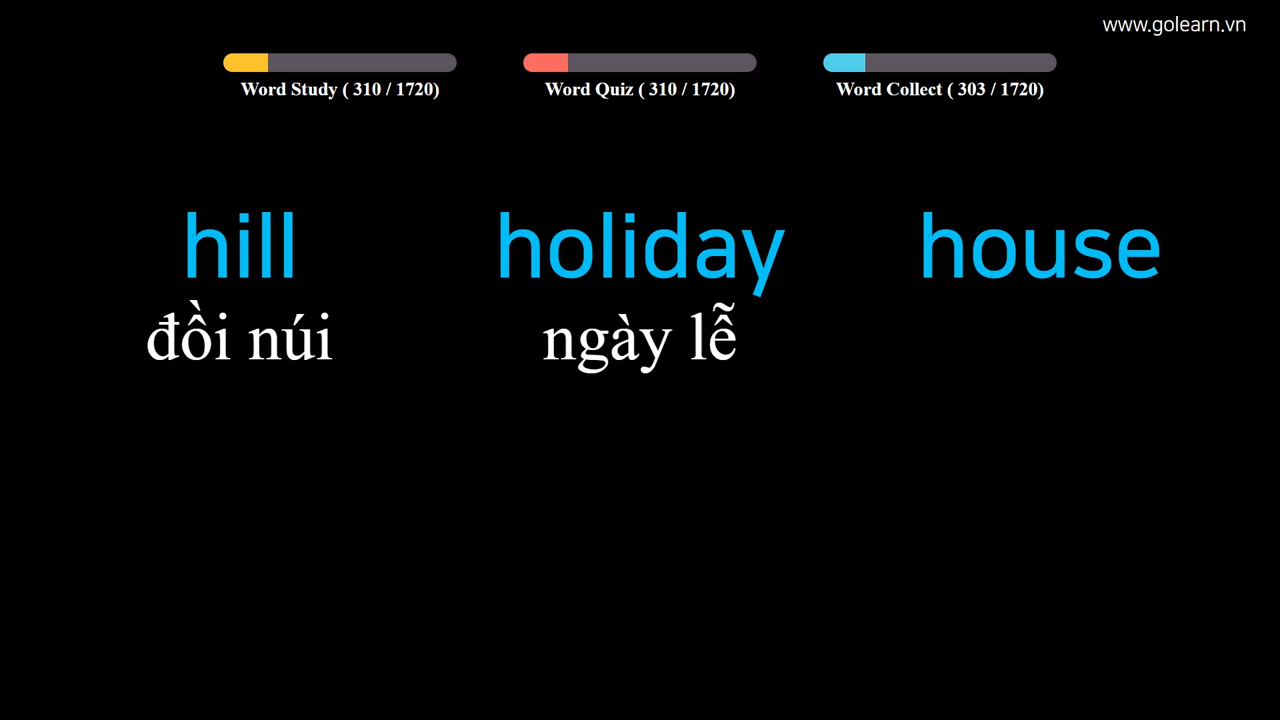 www.golearn.vn
Word Study ( 310 / 1720)
Word Quiz ( 310 / 1720)
Word Collect ( 303 / 1720)
hill
holiday
house
đồi núi
ngày lễ